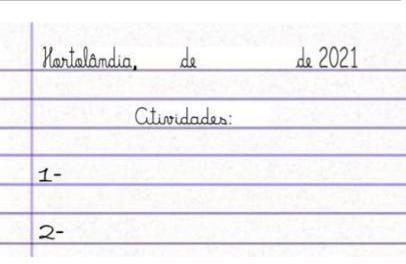 Hortolândia, de de 2021
Atividades:
1-
2-